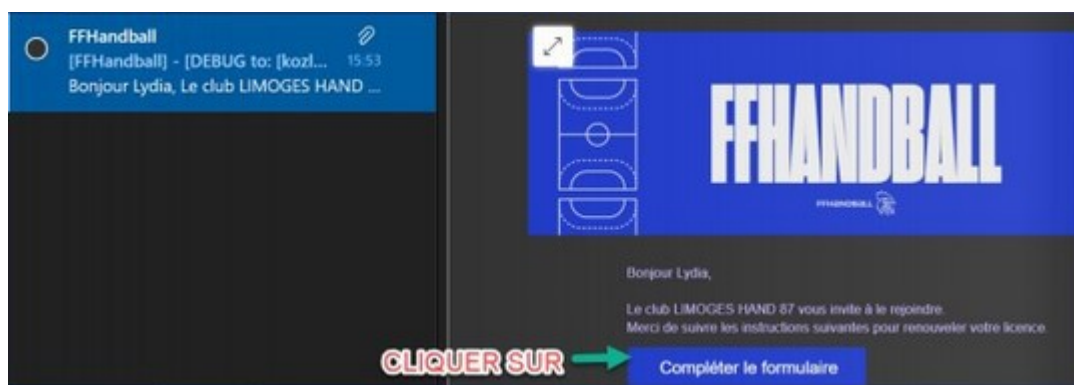 FFHandball
[FFHandball] - [DEBUG to: [kozl... 15:53
Bonjour Lydia, Le club LIMOGES HAND ...
FFHANDBALL
FFHANDBALL
Bonjour Lydia,
Le club LIMOGES HAND 87 vous invite à le rejoindre.
Merci de suivre les instructions suivantes pour renouveler votre licence.
CLIQUER SUR
Compléter le formulaire